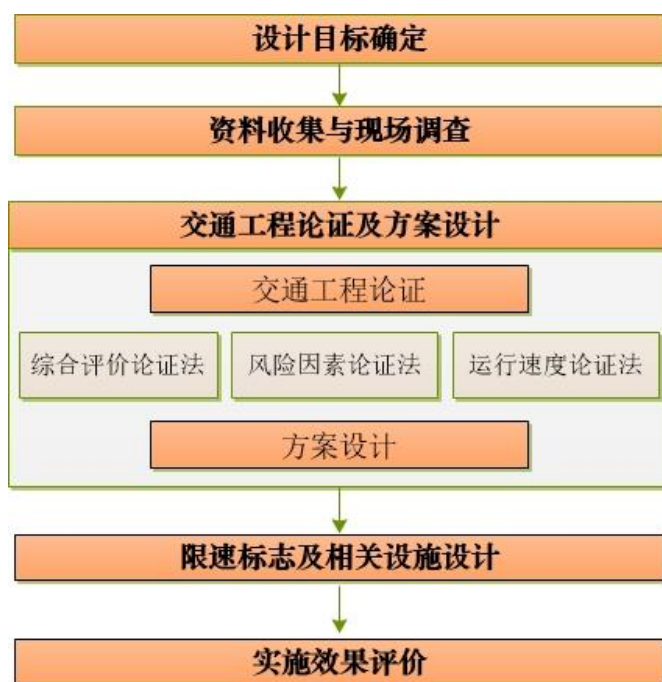 设计目标确定
资料收集与现场调查
交通工程论证及方案设计
交通工程论证
综合评价论证法
风险因素论证法
运行速度论证法
方案设计
限速标志及相关设施设计
实施效果评价